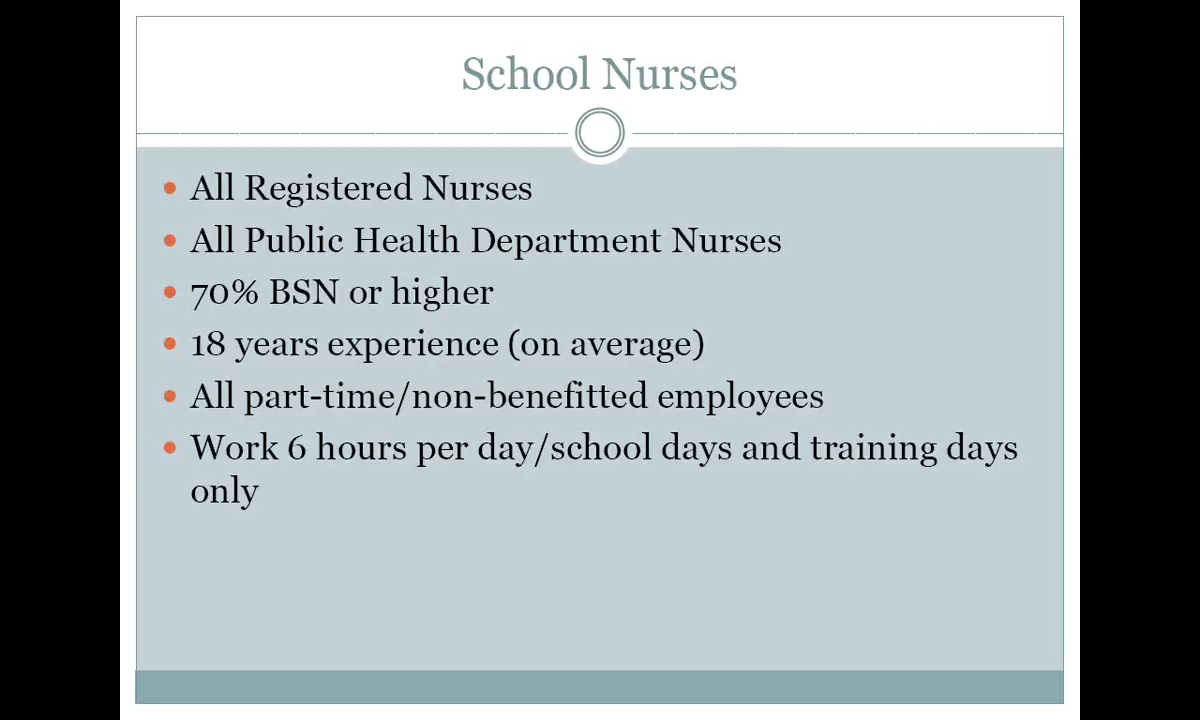 School Nurses
All Registered Nurses
All Public Health Department Nurses
70% BSN or higher
18 years experience (on average)
All part-time/non-benefitted employees
Work 6 hours per day/school days and training days
only